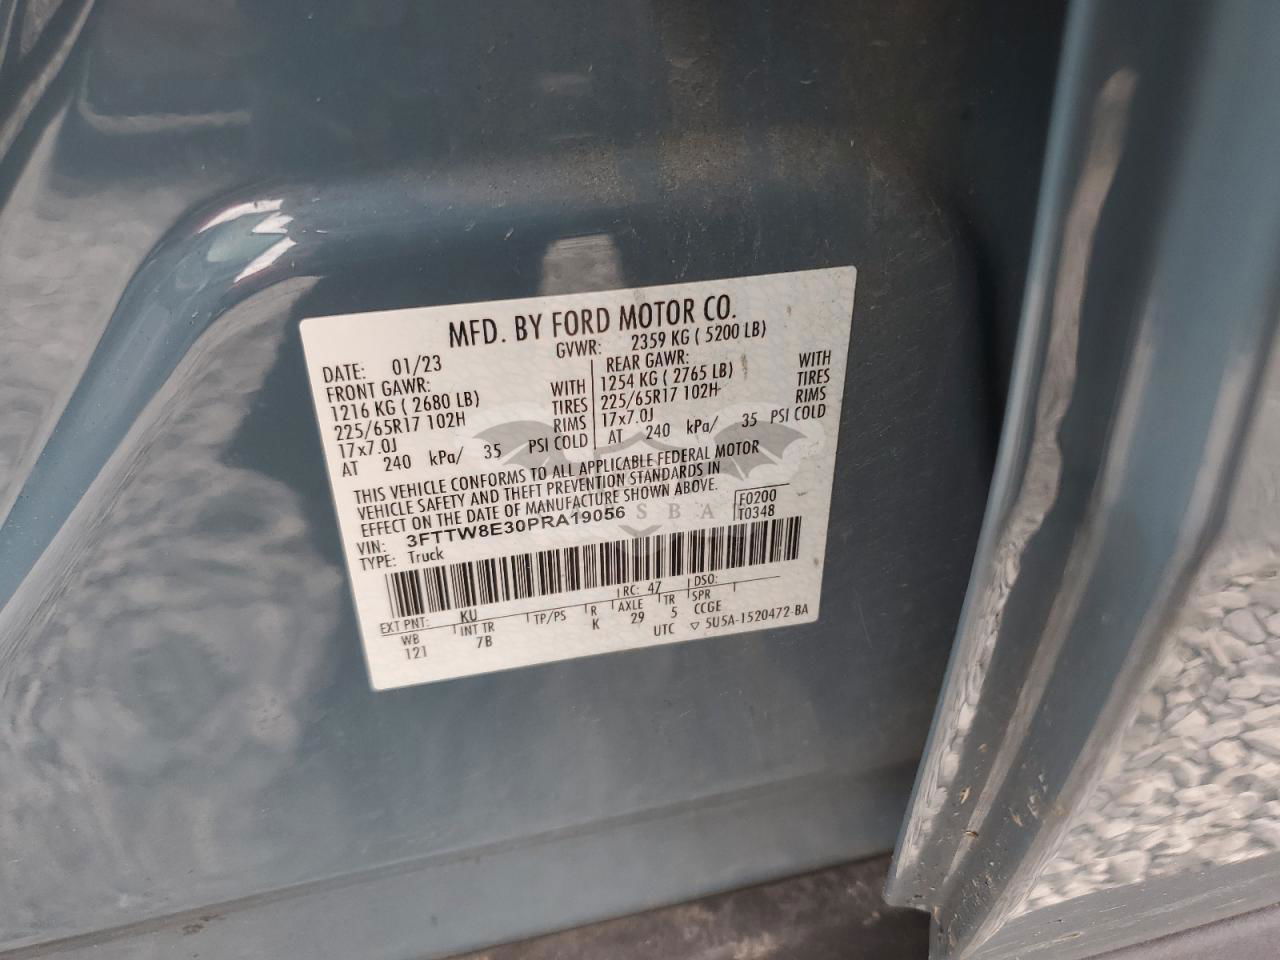 MFD. BY FORD MOTOR CO.
DATE: 01/23 GVWR: 2359 KG ( 5200 LB)
FRONT GAWR: WITH REAR GAWR: WITH
1216 KG ( 2680 LB) TIRES 1254 KG ( 2765 LB) TIRES
225/65R17 102H RIMS 225/65R17 102H RIMS
17x7.0J 17x7.0J
AT 240 kPa/ 35 PSI COLD AT 240 kPa/ 35 PSI COLD
THIS VEHICLE CONFORMS TO ALL APPLICABLE FEDERAL MOTOR
VEHICLE SAFETY AND THEFT PREVENTION STANDARDS IN
EFFECT ON THE DATE OF MANUFACTURE SHOWN ABOVE.
F0200
VIN: 3FTTW8E30PRA19056 T0348
TYPE: Truck
SBA
EXT PNT: KU RC: 47 DSO:
WB INT TR TP/PS R AXLE TR SPR
121 7B K 29 5 CCGE
UTC ▽ 5U5A-1520472-BA